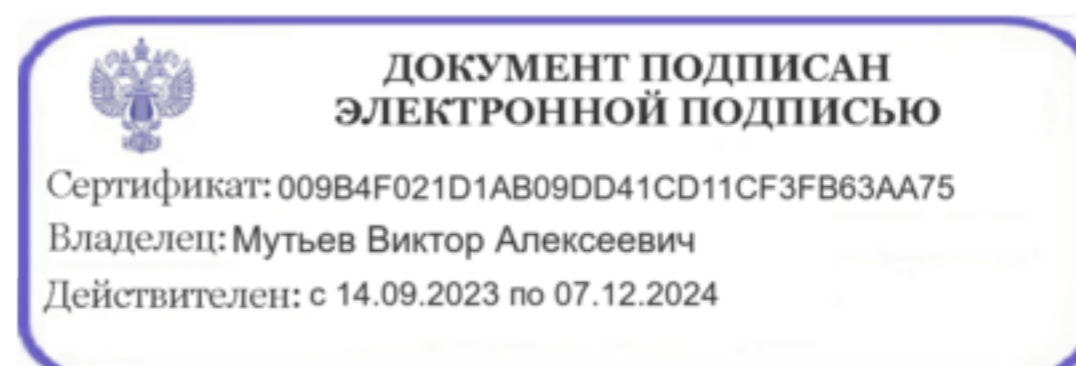 ДОКУМЕНТ ПОДПИСАН
ЭЛЕКТРОННОЙ ПОДПИСЬЮ
Сертификат: 009B4F021D1AB09DD41CD11CF3FB63AA75
Владелец: Мутьев Виктор Алексеевич
Действителен: с 14.09.2023 по 07.12.2024